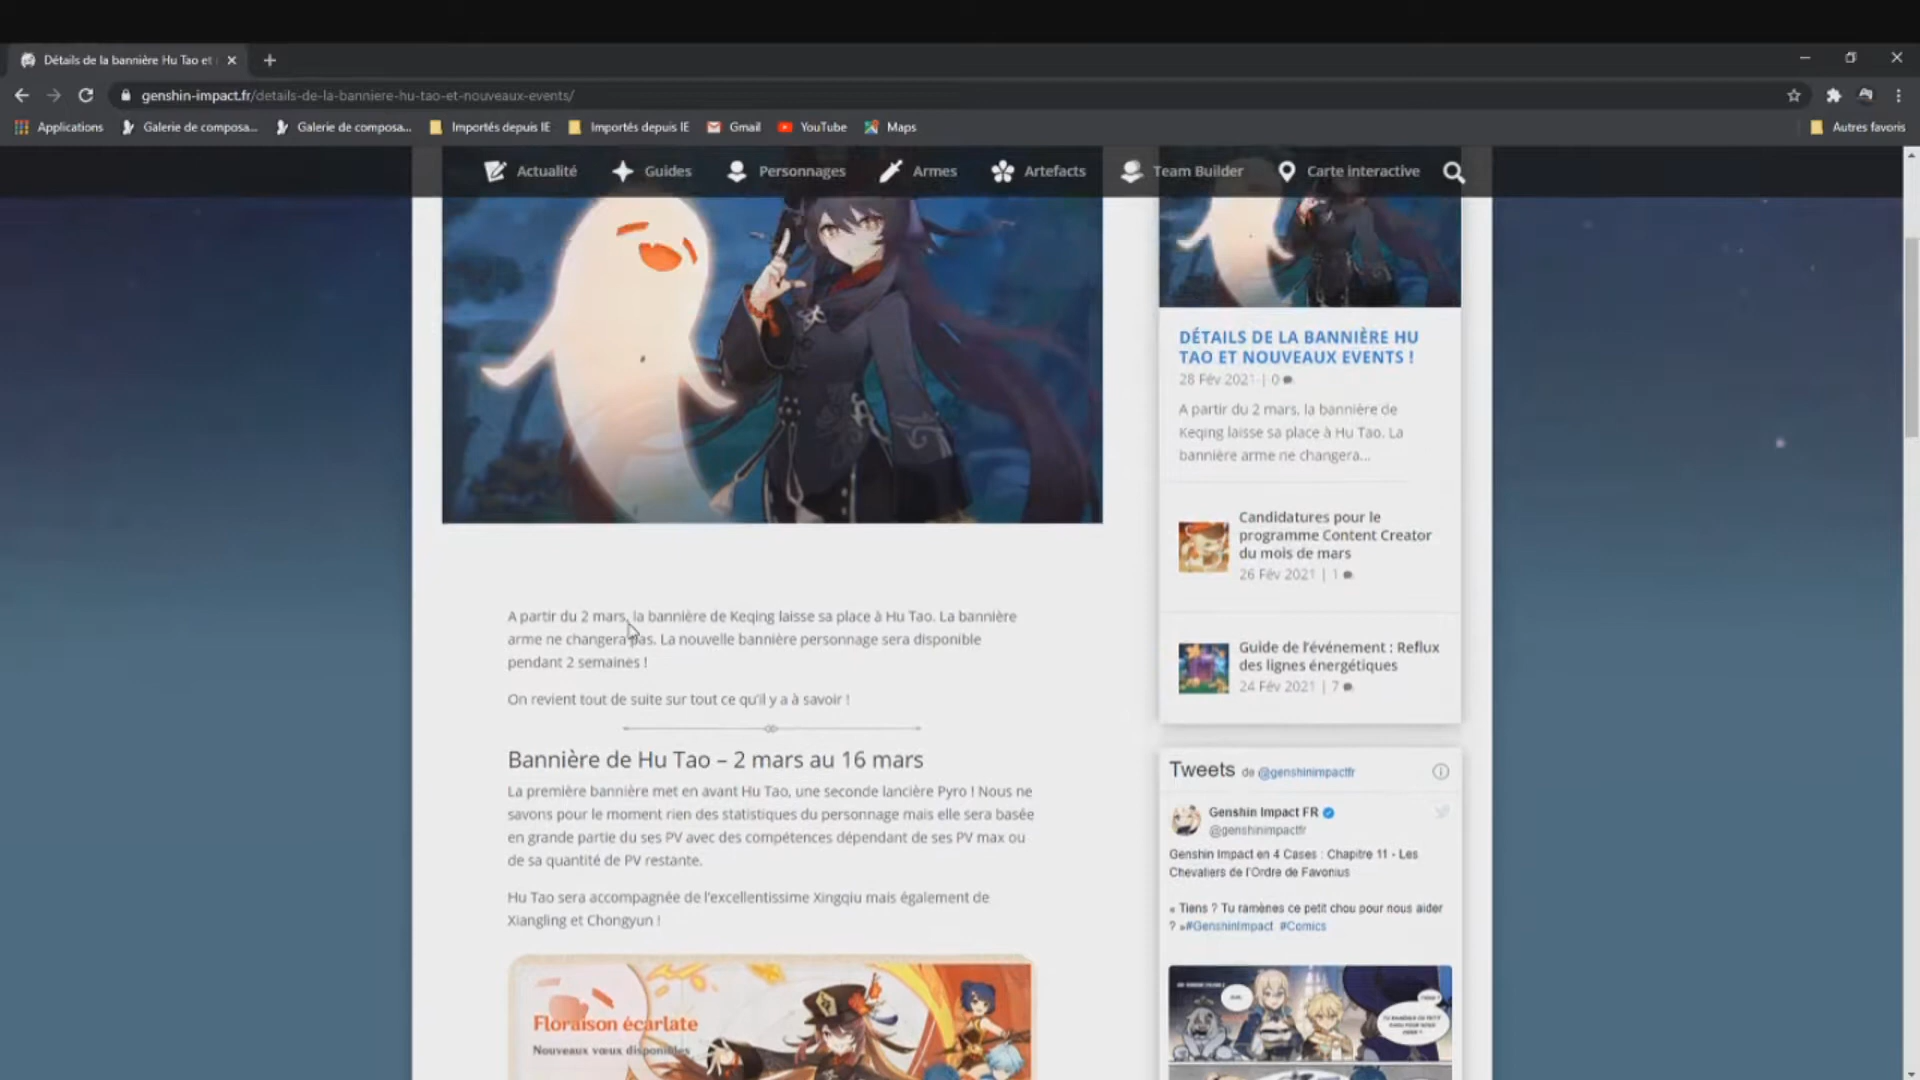 Détails de la bannière Hu Tao et
genshin-impact.fr/details-de-la-banniere-hu-tao-et-nouveaux-events/
Applications
Galerie de composa...
Galerie de composa...
Importés depuis IE
Importés depuis IE
Gmail
YouTube
Maps
Autres favoris
Actualité
Guides
Personnages
Armes
Artefacts
Team Builder
Carte interactive
A partir du 2 mars, la bannière de Keqing laisse sa place à Hu Tao. La bannière
arme ne changera pas. La nouvelle bannière personnage sera disponible
pendant 2 semaines !
On revient tout de suite sur tout ce qu'il y a à savoir !
Bannière de Hu Tao – 2 mars au 16 mars
La première bannière met en avant Hu Tao, une seconde lancière Pyro ! Nous ne
savons pour le moment rien des statistiques du personnage mais elle sera basée
en grande partie du ses PV avec des compétences dépendant de ses PV max ou
de sa quantité de PV restante.
Hu Tao sera accompagnée de l'excellentissime Xingqiu mais également de
Xiangling et Chongyun !
Floraison écarlate
Nouveaux vœux disponibles
DÉTAILS DE LA BANNIÈRE HU
TAO ET NOUVEAUX EVENTS !
28 Fév 2021 | 0
A partir du 2 mars, la bannière de
Keqing laisse sa place à Hu Tao. La
bannière arme ne changera...
Candidatures pour le
programme Content Creator
du mois de mars
26 Fév 2021 | 1
Guide de l'événement : Reflux
des lignes énergétiques
24 Fév 2021 | 7
Tweets de @genshinimpactfr
Genshin Impact FR
@genshinimpactfr
Genshin Impact en 4 Cases : Chapitre 11 - Les
Chevaliers de l'Ordre de Favonius
« Tiens ? Tu ramènes ce petit chou pour nous aider
? »#GenshinImpact #Comics